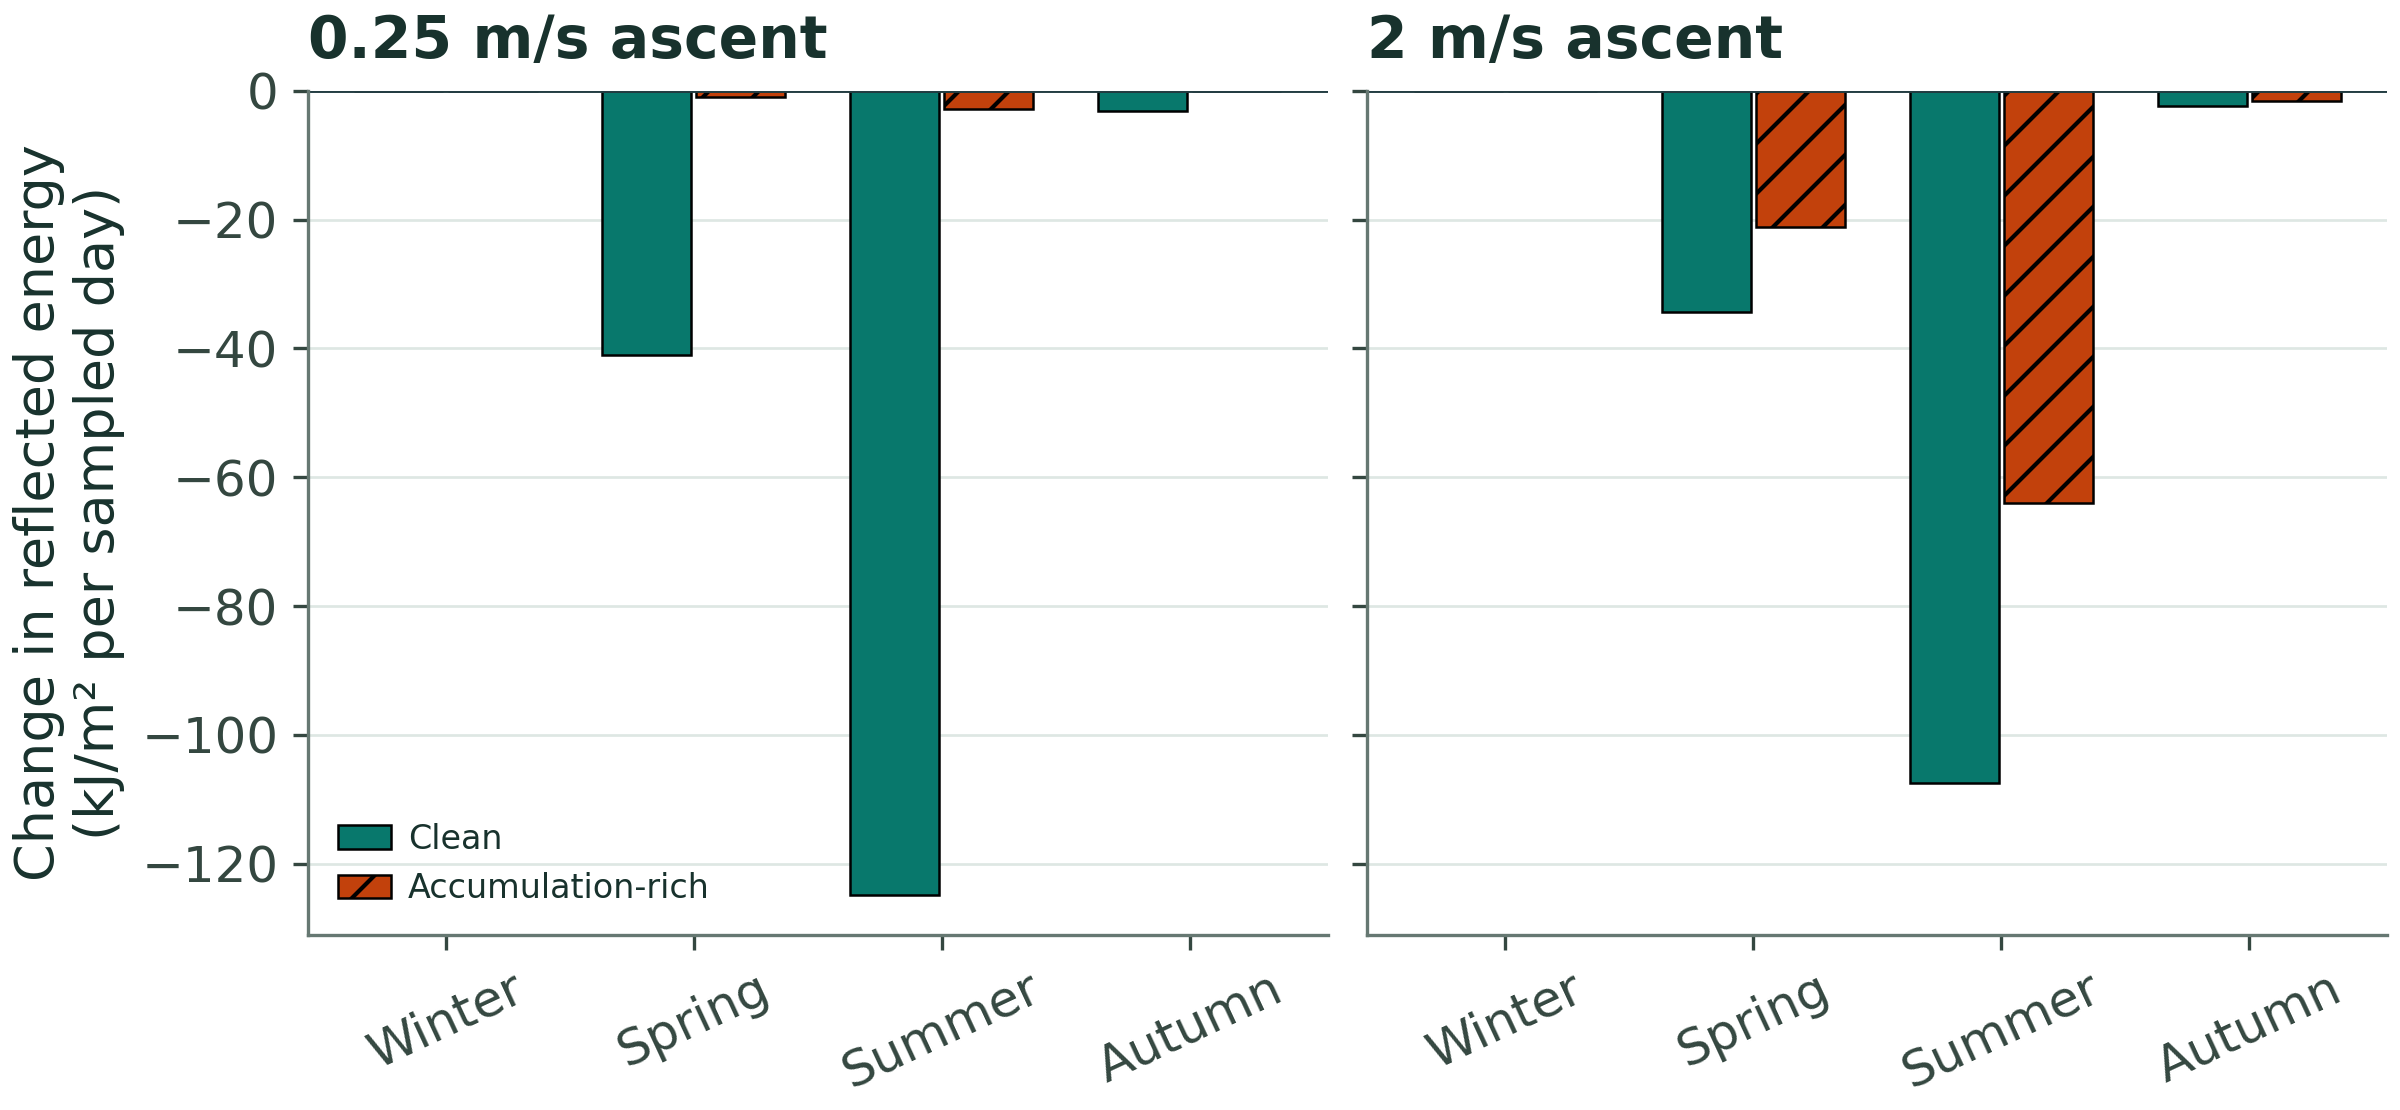 0.25 m/s ascent
2 m/s ascent
Change in reflected energy
(kJ/m² per sampled day)
0
−20
−40
−60
−80
−100
−120
Clean
Accumulation-rich
Winter
Spring
Summer
Autumn
Winter
Spring
Summer
Autumn